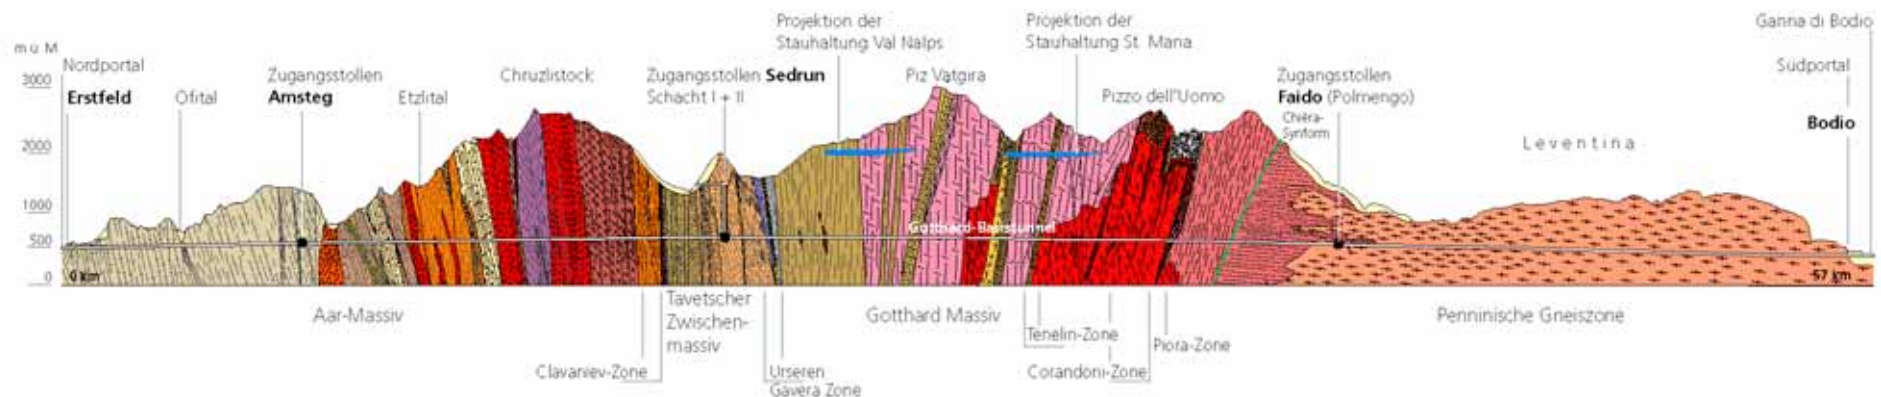 m ü M
3000
2000
1000
500
0
Nordportal
Erstfeld
Ofital
Zugangsstollen
Amsteg
Etzlital
Chruzlistock
Zugangsstollen Sedrun
Schacht I + II
Projektion der
Stauhaltung Val Nalps
Piz Vatgira
Projektion der
Stauhaltung St. Maria
Pizzo dell'Uomo
Zugangsstollen
Faido (Polmengo)
Chièra-
Synform
Leventina
Ganna di Bodio
Südportal
Bodio
Gotthard-Basistunnel
0 km
57 km
Aar-Massiv
Clavaniev-Zone
Tavetscher
Zwischen-
massiv
Urseren
Gavera Zone
Gotthard Massiv
Tenelin-Zone
Corandoni-Zone
Piora-Zone
Penninische Gneiszone